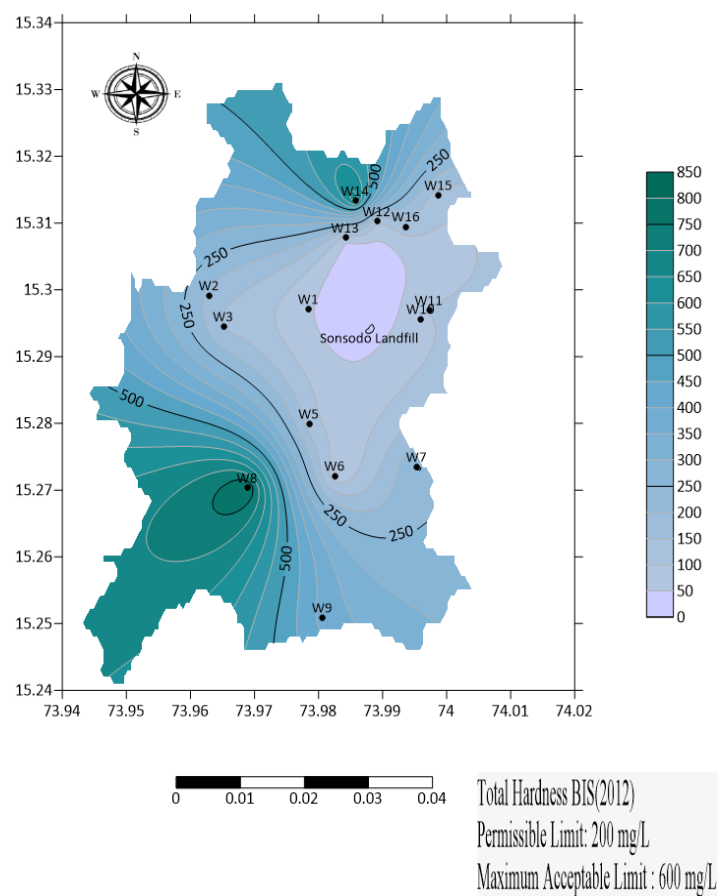 15.34
15.33
15.32
15.31
15.3
15.29
15.28
15.27
15.26
15.25
15.24
73.94 73.95 73.96 73.97 73.98 73.99 74 74.01 74.02
N
W E
S
500
W14
W15
250
W12
W16
W13
250
W2
W1
W11
W10
W3
Sonsodo Landfill
500
W5
W7
W6
W8
250
250
500
W9
850
800
750
700
650
600
550
500
450
400
350
300
250
200
150
100
50
0
0 0.01 0.02 0.03 0.04
Total Hardness BIS(2012)
Permissible Limit: 200 mg/L
Maximum Acceptable Limit : 600 mg/L